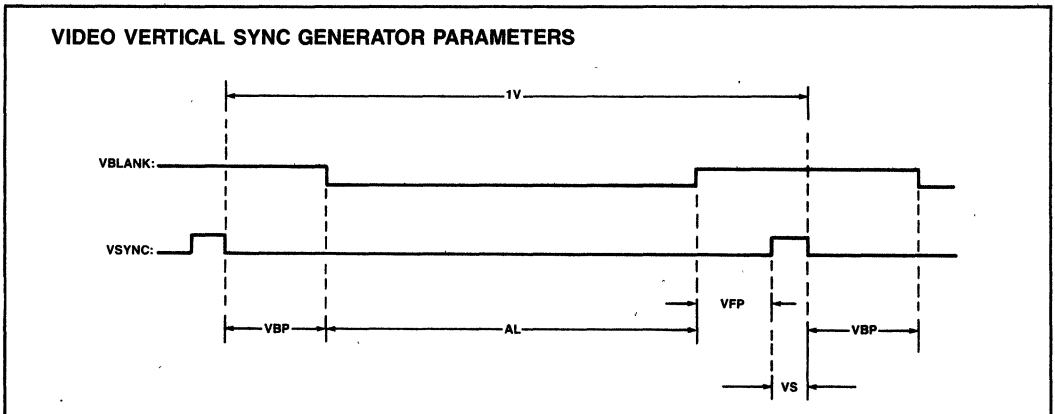 VIDEO VERTICAL SYNC GENERATOR PARAMETERS
1V
VBLANK:
VSYNC:
VFP
VBP
AL
VBP
VS